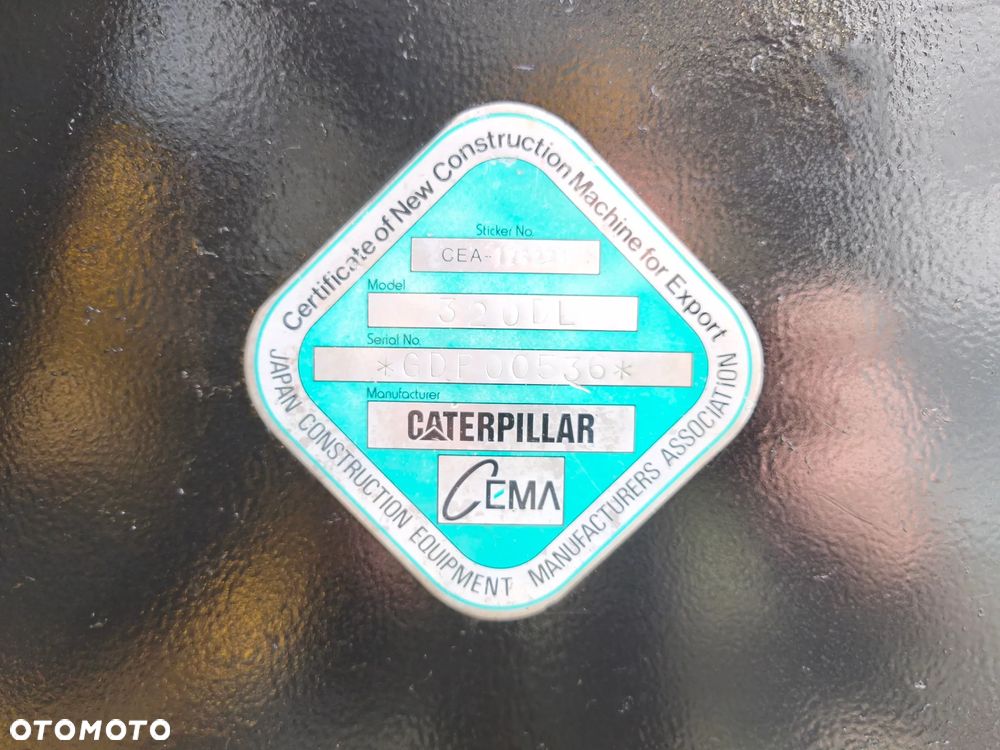 Certificate of New Construction Machine for Export
Sticker No.
CEA-
Model
320DL
Serial No.
Manufacturer
CATERPILLAR
CEMA
JAPAN CONSTRUCTION EQUIPMENT MANUFACTURERS ASSOCIATION
OTOMOTO